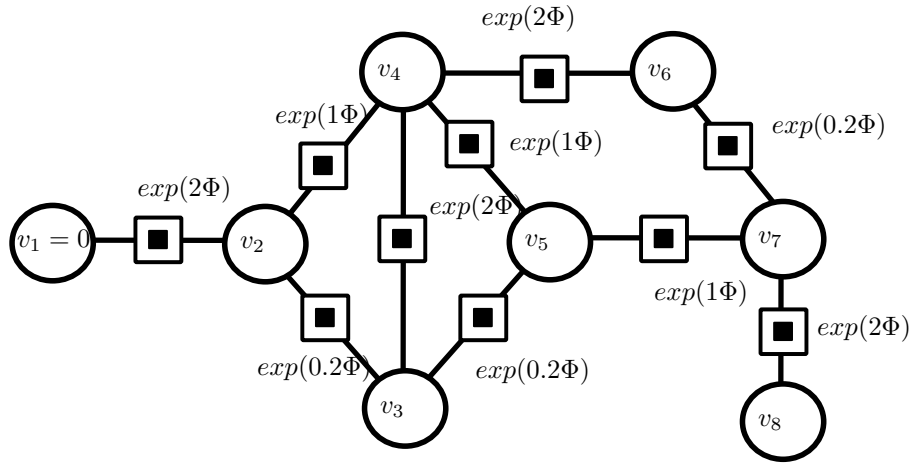 exp(2Φ)
v₄
v₆
exp(1Φ)
exp(0.2Φ)
exp(1Φ)
exp(2Φ)
exp(2Φ)
v₁ = 0
v₂
v₅
v₇
exp(1Φ)
exp(2Φ)
exp(0.2Φ)
exp(0.2Φ)
v₃
v₈